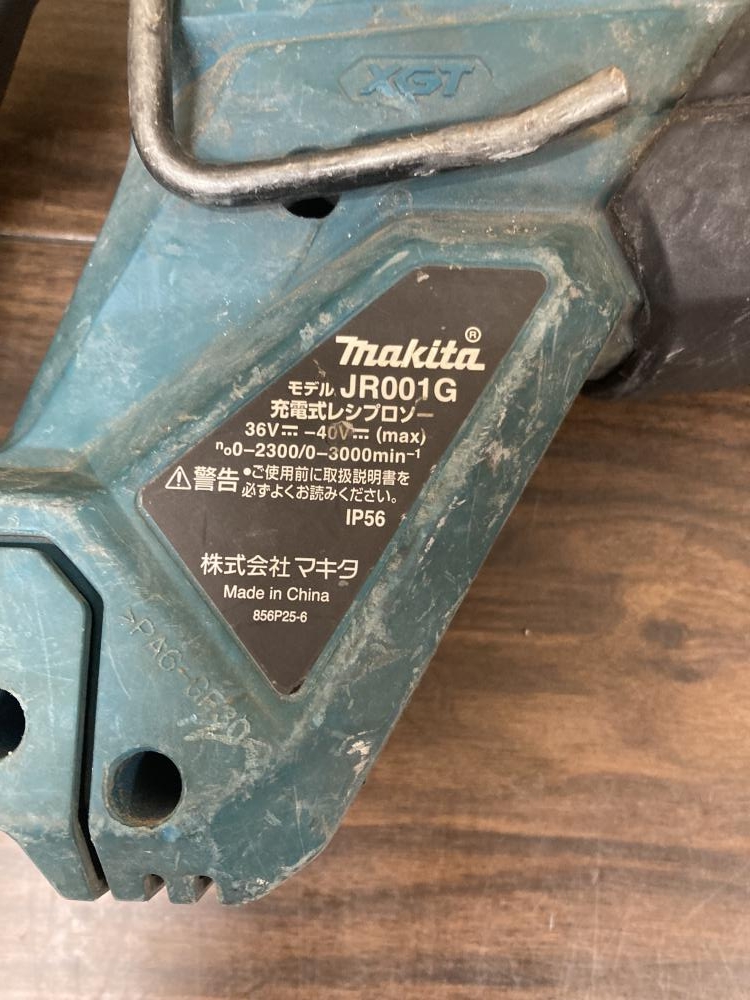 XGT
makita®
モデル JR001G
充電式レシプロソー
36V⎓ –40V⎓ (max)
n₀0–2300/0–3000min⁻¹
⚠警告 •ご使用前に取扱説明書を
必ずよくお読みください。
IP56
株式会社 マキタ
Made in China
856P25-6
>PA6-GF30